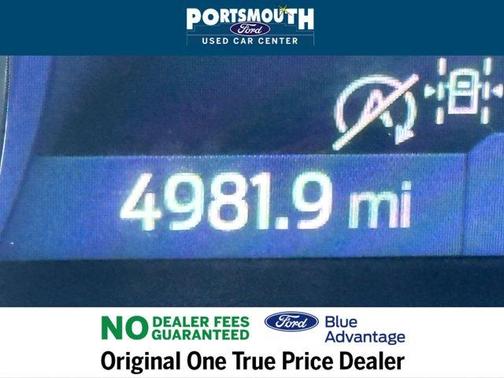 PORTSMOUTH
Ford
USED CAR CENTER
A
4981.9 mi
NO DEALER FEES
GUARANTEED
Ford
Blue
Advantage
Original One True Price Dealer